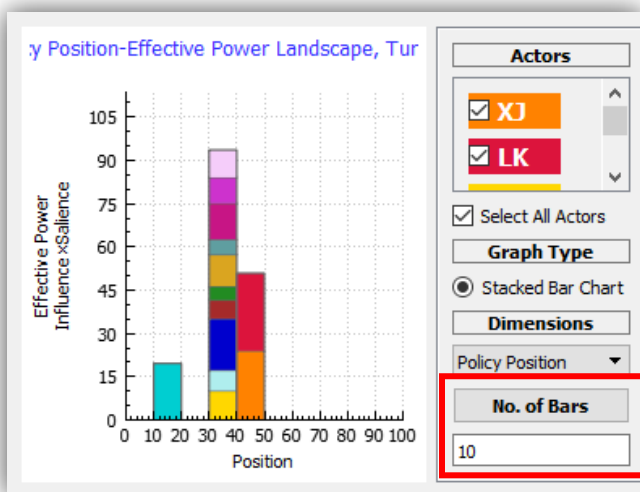 :y Position-Effective Power Landscape, Tur
105
90
75
60
45
30
15
0
Effective Power
Influence ×Salience
0 10 20 30 40 50 60 70 80 90 100
Position
Actors
XJ
LK
Select All Actors
Graph Type
Stacked Bar Chart
Dimensions
Policy Position
No. of Bars
10